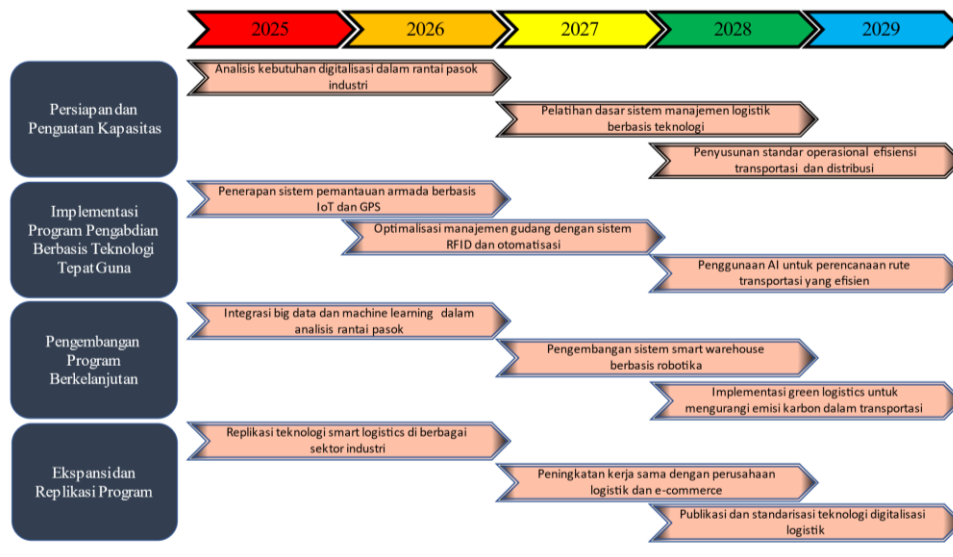 2025
2026
2027
2028
2029
Persiapan dan
Penguatan Kapasitas
Analisis kebutuhan digitalisasi dalam rantai pasok
industri
Pelatihan dasar sistem manajemen logistik
berbasis teknologi
Penyusunan standar operasional efisiensi
transportasi dan distribusi
Implementasi
Program Pengabdian
Berbasis Teknologi
Tepat Guna
Penerapan sistem pemantauan armada berbasis
IoT dan GPS
Optimalisasi manajemen gudang dengan sistem
RFID dan otomatisasi
Penggunaan AI untuk perencanaan rute
transportasi yang efisien
Pengembangan
Program
Berkelanjutan
Integrasi big data dan machine learning dalam
analisis rantai pasok
Pengembangan sistem smart warehouse
berbasis robotika
Implementasi green logistics untuk
mengurangi emisi karbon dalam transportasi
Ekspansi dan
Replikasi Program
Replikasi teknologi smart logistics di berbagai
sektor industri
Peningkatan kerja sama dengan perusahaan
logistik dan e-commerce
Publikasi dan standarisasi teknologi digitalisasi
logistik